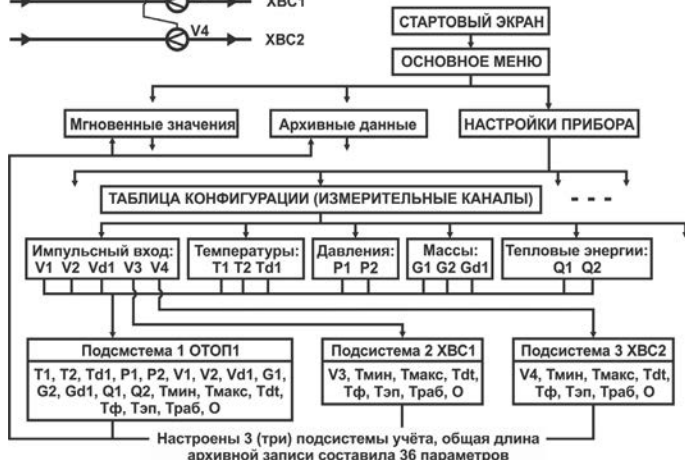 ХВС1
V4
ХВС2
СТАРТОВЫЙ ЭКРАН
ОСНОВНОЕ МЕНЮ
Мгновенные значения
Архивные данные
НАСТРОЙКИ ПРИБОРА
ТАБЛИЦА КОНФИГУРАЦИИ (ИЗМЕРИТЕЛЬНЫЕ КАНАЛЫ)
Импульсный вход:
V1 V2 Vd1 V3 V4
Температуры:
T1 T2 Td1
Давления:
P1 P2
Массы:
G1 G2 Gd1
Тепловые энергии:
Q1 Q2
Подсмстема 1 ОТОП1
T1, T2, Td1, P1, P2, V1, V2, Vd1, G1,
G2, Gd1, Q1, Q2, Tмин, Тмакс, Tdt,
Тф, Тэп, Траб, О
Подсистема 2 ХВС1
V3, Тмин, Тмакс, Tdt,
Тф, Тэп, Траб, О
Подсистема 3 ХВС2
V4, Тмин, Тмакс, Tdt,
Тф, Тэп, Траб, О
Настроены 3 (три) подсистемы учёта, общая длина
архивной записи составила 36 параметров